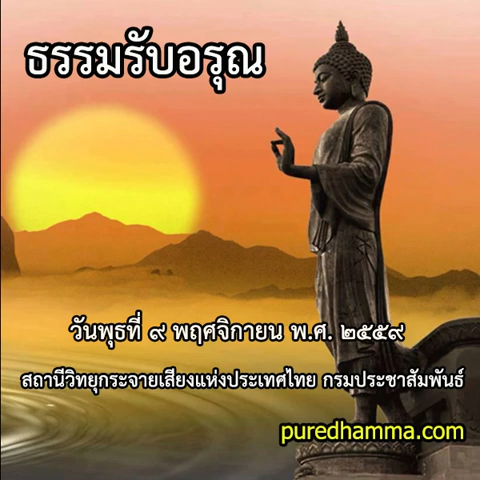 ธรรมรับอรุณ
วันพุธที่ ๙ พฤศจิกายน พ.ศ. ๒๕๕๙
สถานีวิทยุกระจายเสียงแห่งประเทศไทย กรมประชาสัมพันธ์
puredhamma.com